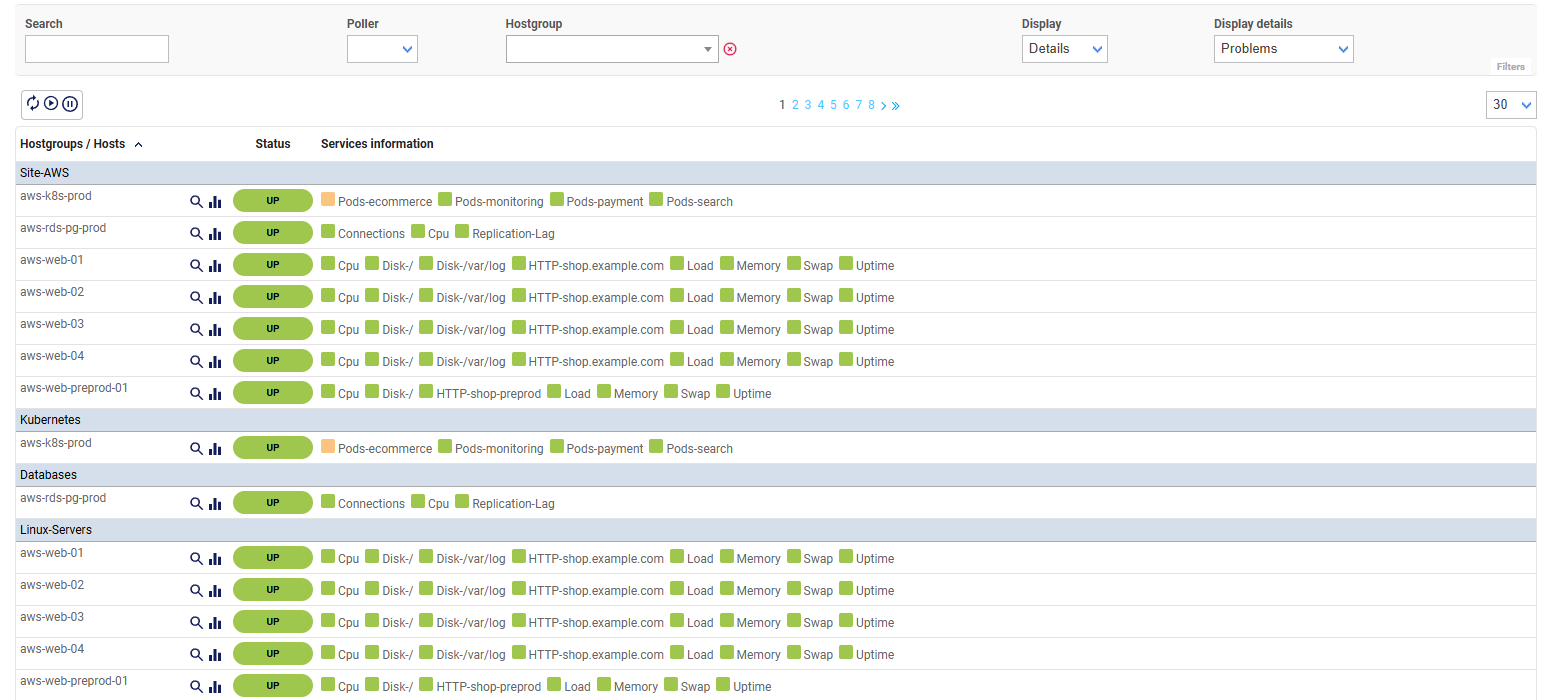 Search Poller Hostgroup Display Display details
Details Problems
Filters
1 2 3 4 5 6 7 8 30
Hostgroups / Hosts Status Services information
Site-AWS
aws-k8s-prod UP Pods-ecommerce Pods-monitoring Pods-payment Pods-search
aws-rds-pg-prod UP Connections Cpu Replication-Lag
aws-web-01 UP Cpu Disk-/ Disk-/var/log HTTP-shop.example.com Load Memory Swap Uptime
aws-web-02 UP Cpu Disk-/ Disk-/var/log HTTP-shop.example.com Load Memory Swap Uptime
aws-web-03 UP Cpu Disk-/ Disk-/var/log HTTP-shop.example.com Load Memory Swap Uptime
aws-web-04 UP Cpu Disk-/ Disk-/var/log HTTP-shop.example.com Load Memory Swap Uptime
aws-web-preprod-01 UP Cpu Disk-/ HTTP-shop-preprod Load Memory Swap Uptime
Kubernetes
aws-k8s-prod UP Pods-ecommerce Pods-monitoring Pods-payment Pods-search
Databases
aws-rds-pg-prod UP Connections Cpu Replication-Lag
Linux-Servers
aws-web-01 UP Cpu Disk-/ Disk-/var/log HTTP-shop.example.com Load Memory Swap Uptime
aws-web-02 UP Cpu Disk-/ Disk-/var/log HTTP-shop.example.com Load Memory Swap Uptime
aws-web-03 UP Cpu Disk-/ Disk-/var/log HTTP-shop.example.com Load Memory Swap Uptime
aws-web-04 UP Cpu Disk-/ Disk-/var/log HTTP-shop.example.com Load Memory Swap Uptime
aws-web-preprod-01 UP Cpu Disk-/ HTTP-shop-preprod Load Memory Swap Uptime